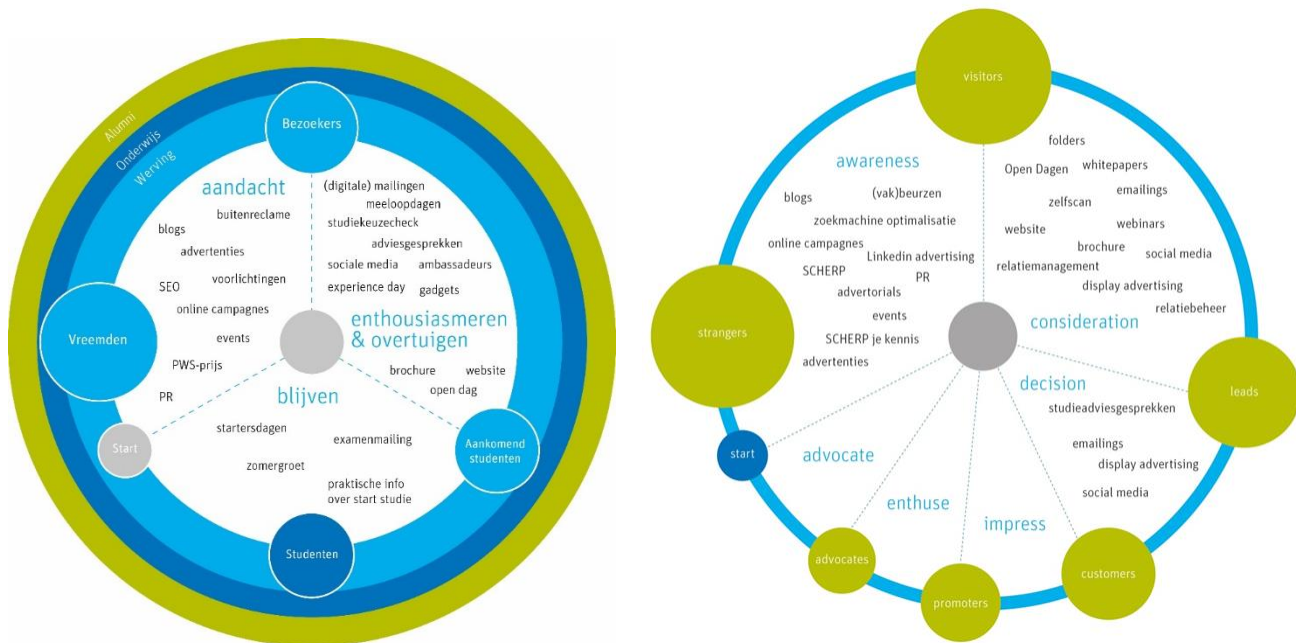 Alumni
Onderwijs
Werving
Bezoekers
aandacht
buitenreclame
blogs
advertenties
SEO
voorlichtingen
online campagnes
events
PWS-prijs
PR
Vreemden
Start
(digitale) mailingen
meeloopdagen
studiekeuzecheck
adviesgesprekken
sociale media
ambassadeurs
experience day
gadgets
enthousiasmeren
& overtuigen
brochure
website
open dag
blijven
startersdagen
examenmailing
zomergroet
praktische info
over start studie
Aankomend
studenten
Studenten
visitors
awareness
blogs
(vak)beurzen
zoekmachine optimalisatie
online campagnes
Linkedin advertising
SCHERP
PR
advertorials
events
SCHERP je kennis
advertenties
strangers
start
folders
Open Dagen
whitepapers
emailings
zelfscan
website
webinars
brochure
social media
relatiemanagement
display advertising
relatiebeheer
consideration
leads
decision
studieadviesgesprekken
emailings
display advertising
social media
advocate
enthuse
impress
advocates
promoters
customers